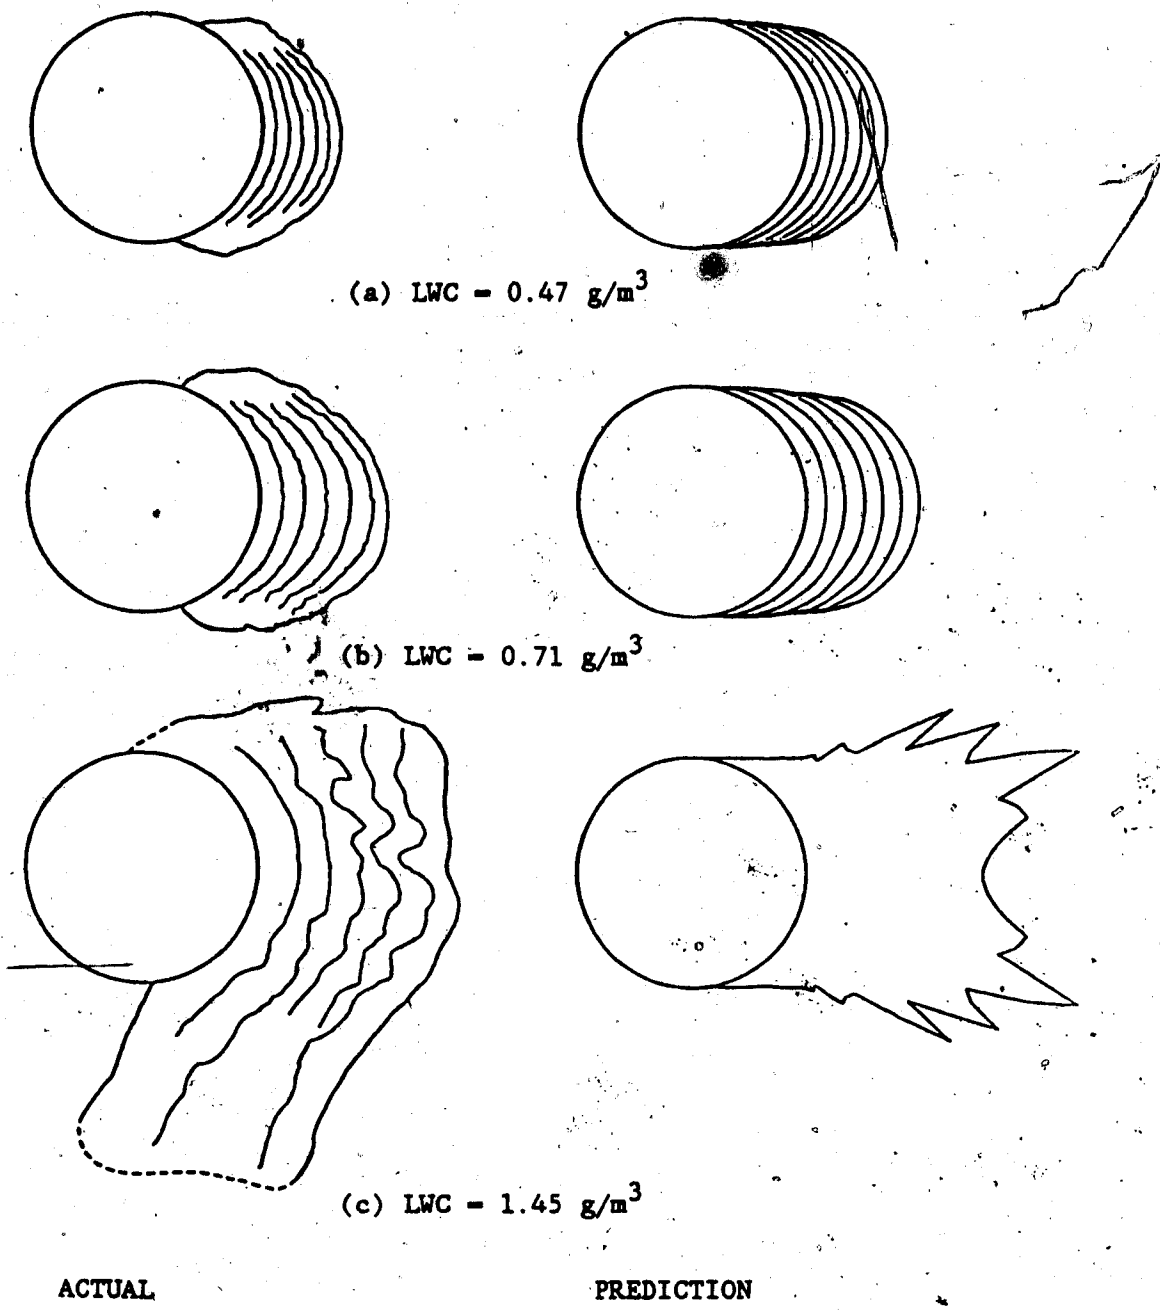 (a) LWC = 0.47 g/m³
(b) LWC = 0.71 g/m³
(c) LWC = 1.45 g/m³
ACTUAL
PREDICTION